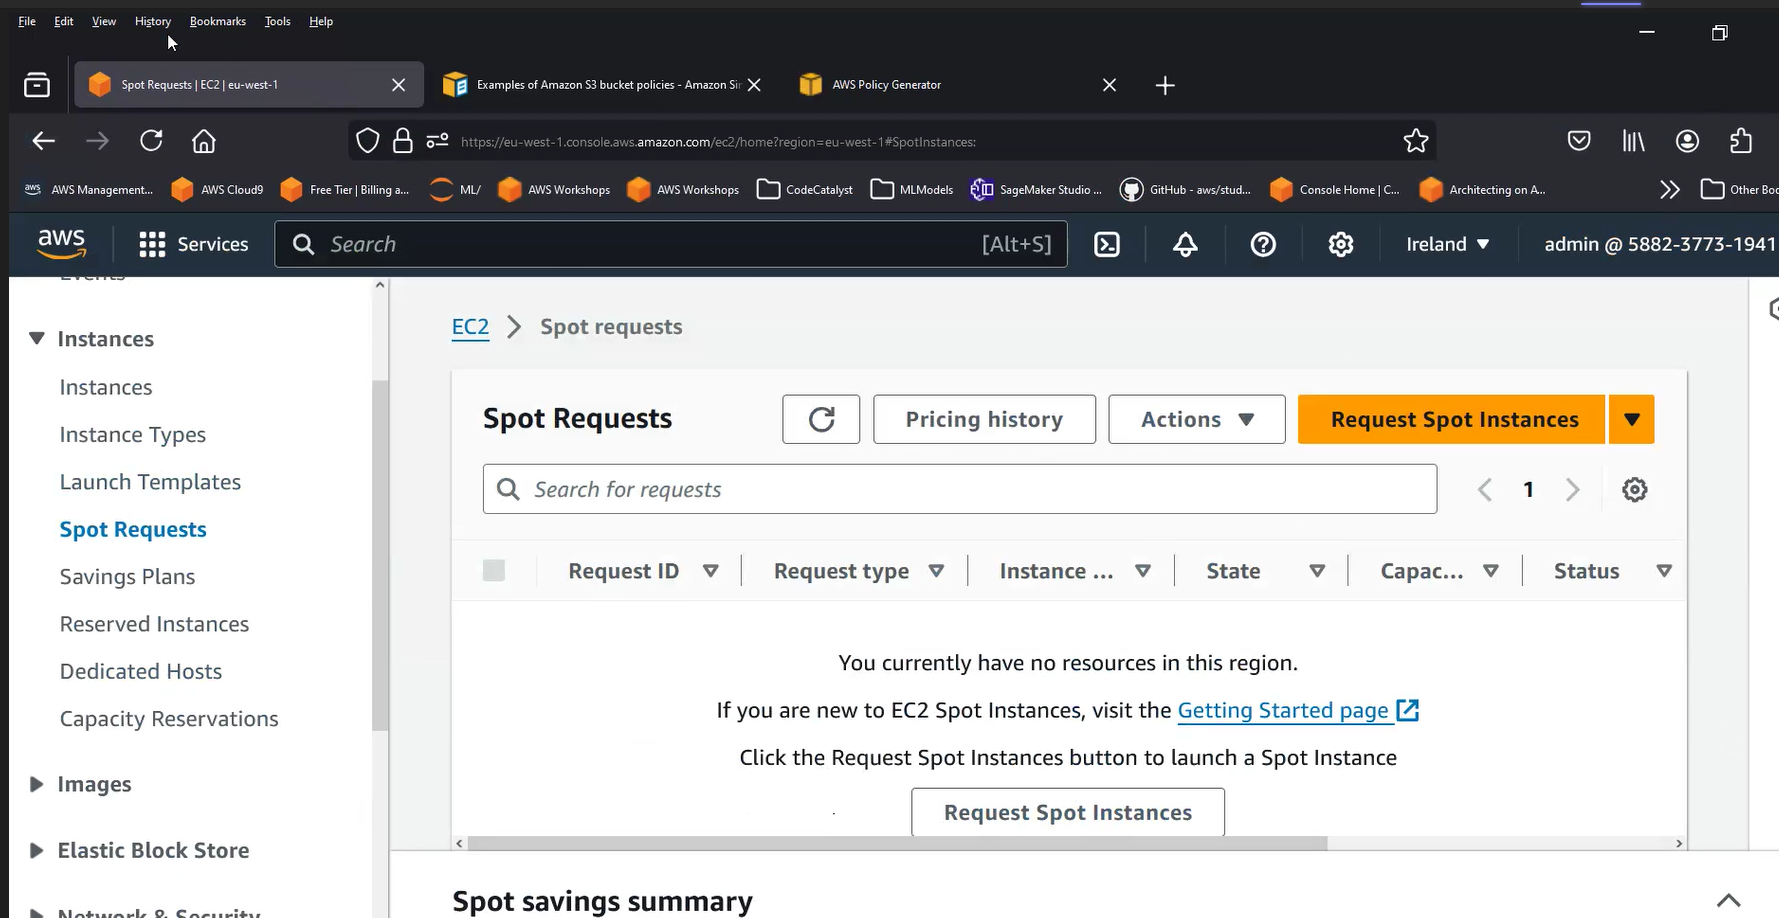 File Edit View History Bookmarks Tools Help
Spot Requests | EC2 | eu-west-1
Examples of Amazon S3 bucket policies - Amazon Sim
AWS Policy Generator
https://eu-west-1.console.aws.amazon.com/ec2/home?region=eu-west-1#SpotInstances:
aws AWS Management... AWS Cloud9 Free Tier | Billing a... ML/ AWS Workshops AWS Workshops CodeCatalyst MLModels SageMaker Studio ... GitHub - aws/stud... Console Home | C... Architecting on A... Other Boo
aws Services Search [Alt+S] Ireland admin @ 5882-3773-1941
Events
Instances
Instances
Instance Types
Launch Templates
Spot Requests
Savings Plans
Reserved Instances
Dedicated Hosts
Capacity Reservations
Images
Elastic Block Store
Network & Security
EC2 Spot requests
Spot Requests Pricing history Actions Request Spot Instances
Search for requests 1
Request ID Request type Instance ... State Capac... Status
You currently have no resources in this region.
If you are new to EC2 Spot Instances, visit the Getting Started page
Click the Request Spot Instances button to launch a Spot Instance
Request Spot Instances
Spot savings summary